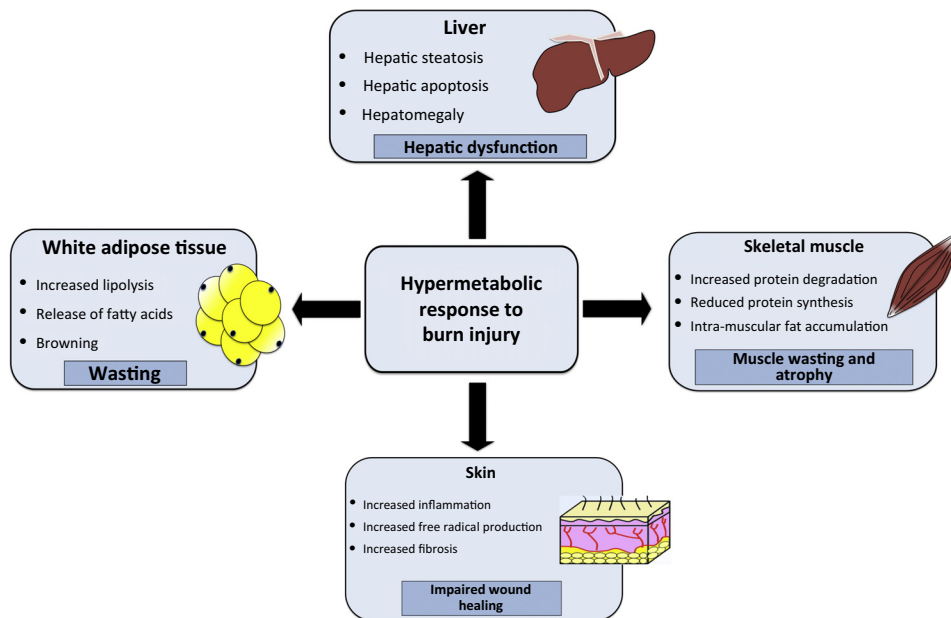 Liver
Hepatic steatosis
Hepatic apoptosis
Hepatomegaly
Hepatic dysfunction
White adipose tissue
Increased lipolysis
Release of fatty acids
Browning
Wasting
Hypermetabolic
response to
burn injury
Skeletal muscle
Increased protein degradation
Reduced protein synthesis
Intra-muscular fat accumulation
Muscle wasting and
atrophy
Skin
Increased inflammation
Increased free radical production
Increased fibrosis
Impaired wound
healing